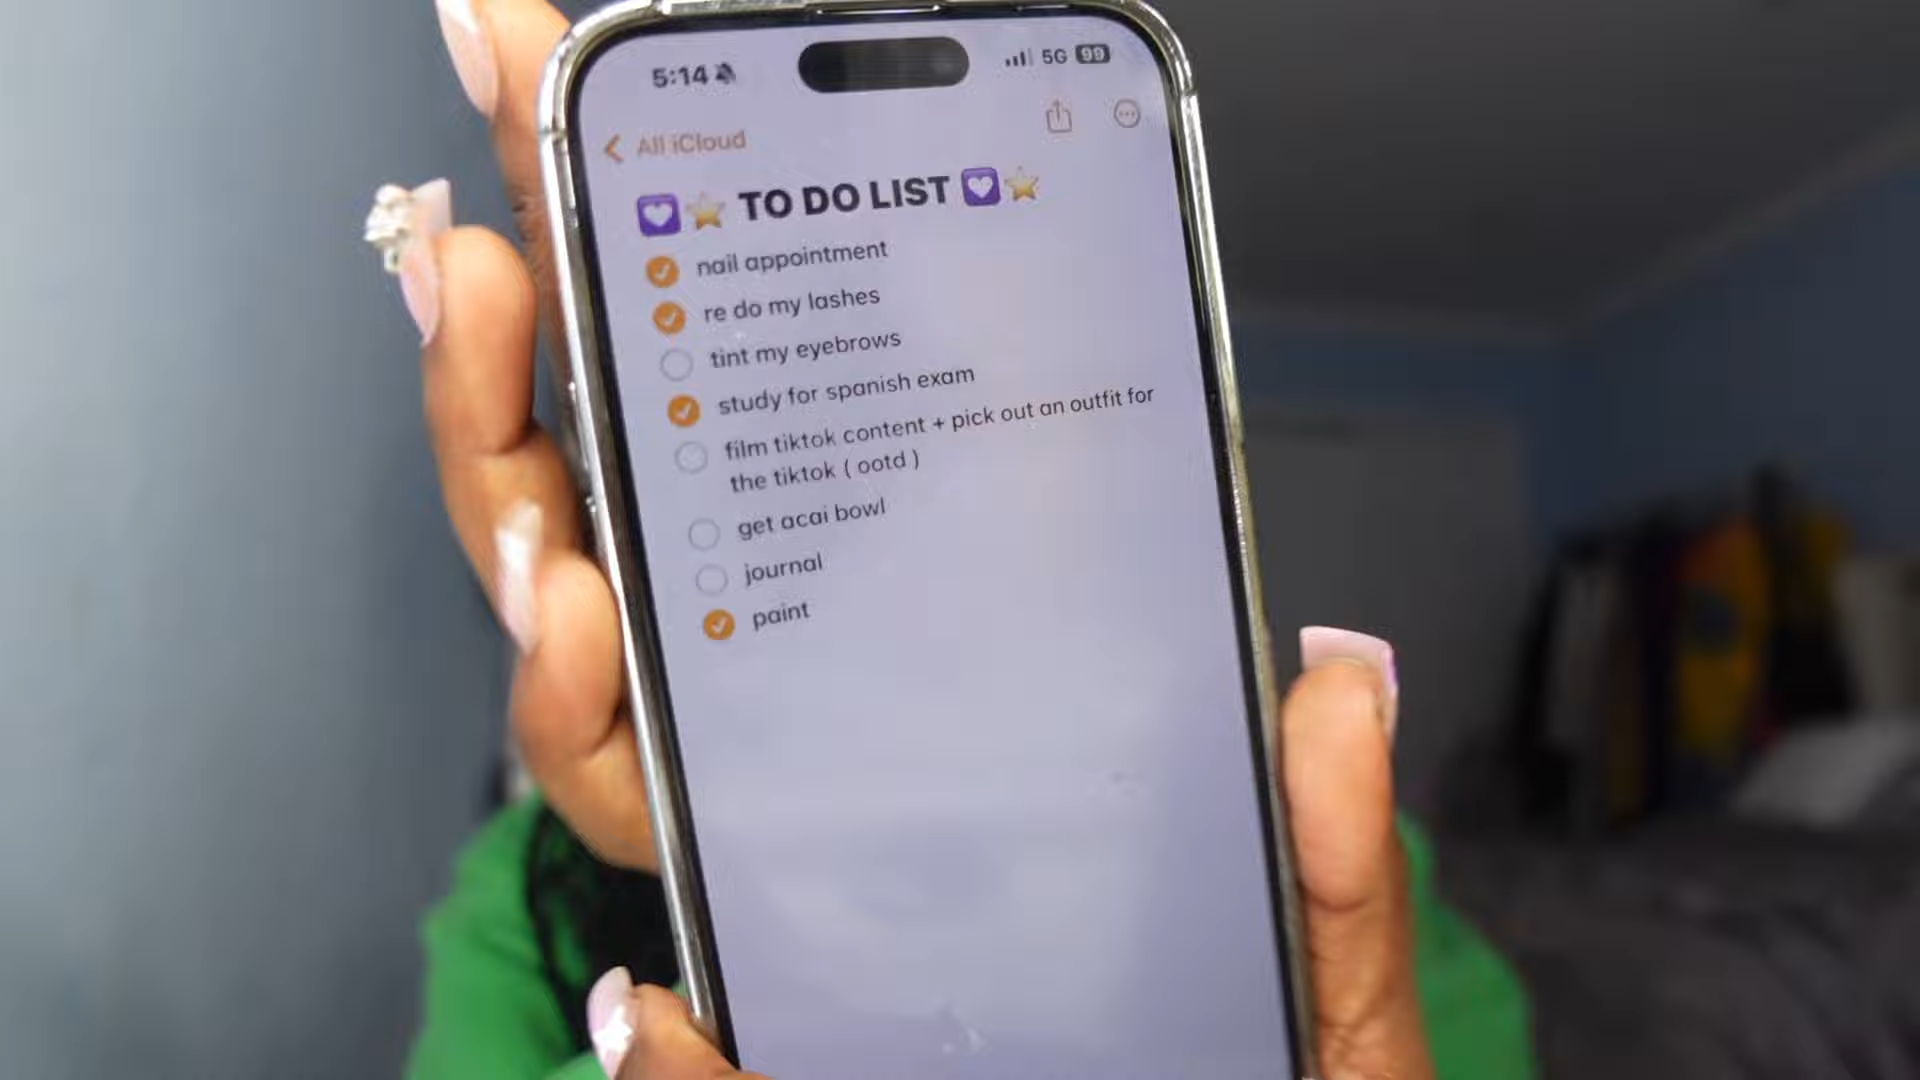 5:14
5G 99
All iCloud
💟⭐ TO DO LIST 💟⭐
nail appointment
re do my lashes
tint my eyebrows
study for spanish exam
film tiktok content + pick out an outfit for
the tiktok ( ootd )
get acai bowl
journal
paint